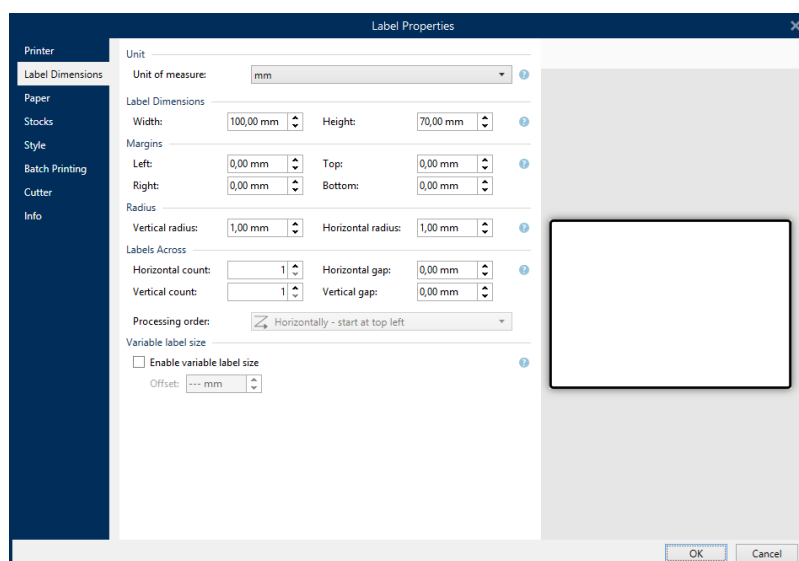 Label Properties
Printer
Label Dimensions
Paper
Stocks
Style
Batch Printing
Cutter
Info
Unit
Unit of measure: mm
Label Dimensions
Width: 100,00 mm Height: 70,00 mm
Margins
Left: 0,00 mm Top: 0,00 mm
Right: 0,00 mm Bottom: 0,00 mm
Radius
Vertical radius: 1,00 mm Horizontal radius: 1,00 mm
Labels Across
Horizontal count: 1 Horizontal gap: 0,00 mm
Vertical count: 1 Vertical gap: 0,00 mm
Processing order: Horizontally - start at top left
Variable label size
Enable variable label size
Offset: --- mm
OK Cancel